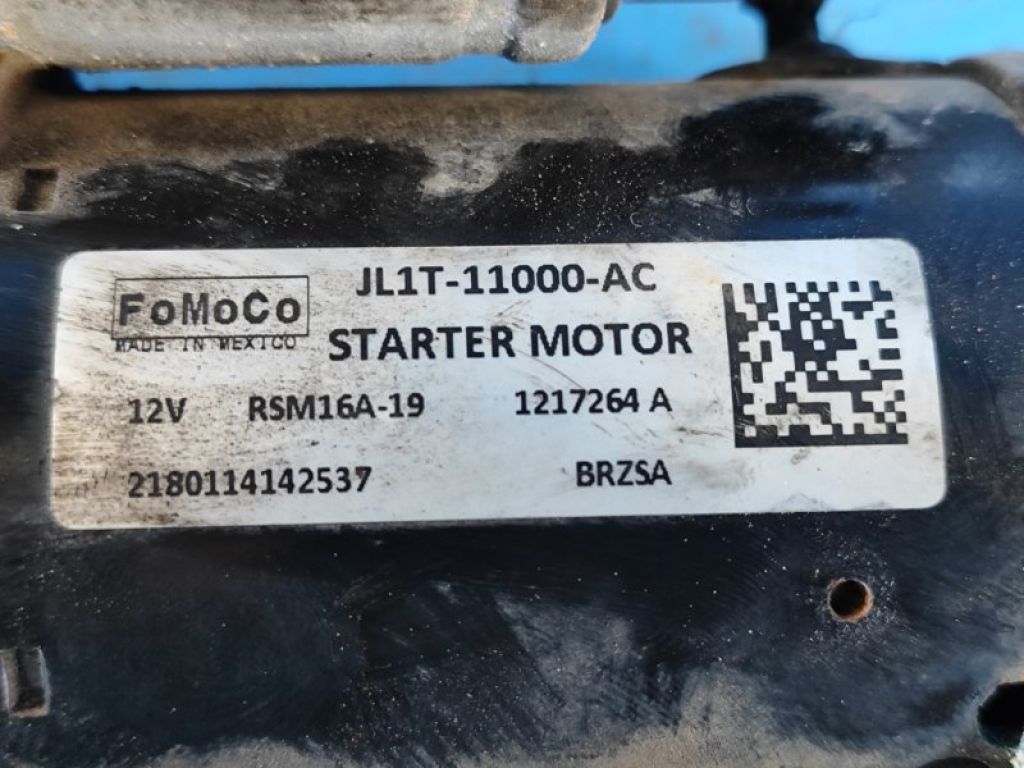 JL1T-11000-AC
FoMoCo
MADE IN MEXICO
STARTER MOTOR
12V RSM16A-19 1217264 A
2180114142537 BRZSA